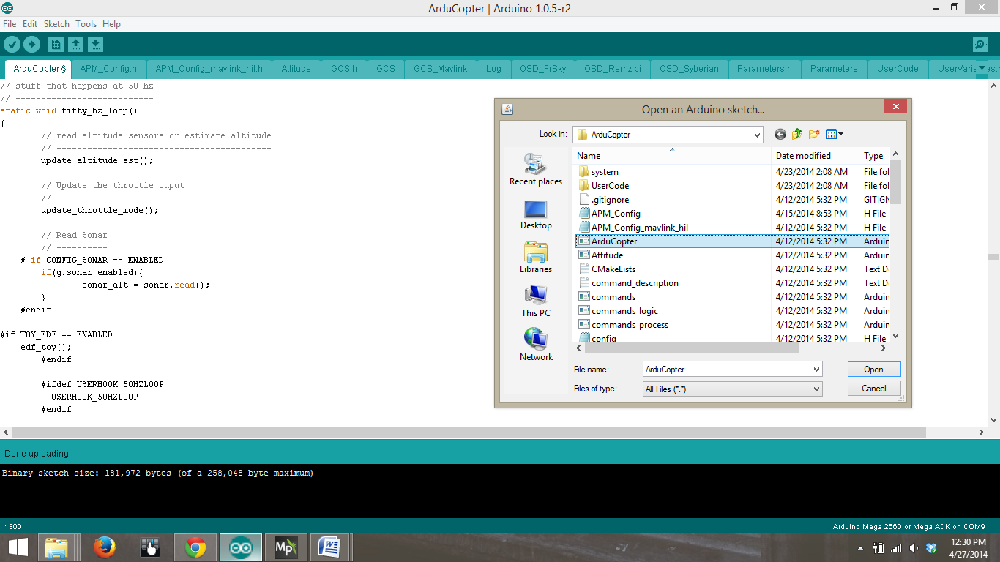 ArduCopter | Arduino 1.0.5-r2
File Edit Sketch Tools Help
ArduCopter § APM_Config.h APM_Config_mavlink_hil.h Attitude GCS.h GCS GCS_Mavlink Log OSD_FrSky OSD_Remzibi OSD_Syberian Parameters.h Parameters UserCode
// stuff that happens at 50 hz
// ---------------------------
static void fifty_hz_loop()
{
// read altitude sensors or estimate altitude
// ------------------------------------------
update_altitude_est();
// Update the throttle ouput
// -------------------------
update_throttle_mode();
// Read Sonar
// ----------
# if CONFIG_SONAR == ENABLED
if(g.sonar_enabled){
sonar_alt = sonar.read();
}
#endif
#if TOY_EDF == ENABLED
edf_toy();
#endif
#ifdef USERHOOK_50HZLOOP
USERHOOK_50HZLOOP
#endif
Open an Arduino sketch...
Look in: ArduCopter
Recent places
Desktop
Libraries
This PC
Network
Name Date modified Type
system 4/23/2014 2:08 AM File fol
UserCode 4/23/2014 2:08 AM File fol
.gitignore 4/12/2014 5:32 PM GITIGN
APM_Config 4/15/2014 8:53 PM H File
APM_Config_mavlink_hil 4/12/2014 5:32 PM H File
ArduCopter 4/12/2014 5:32 PM Arduin
Attitude 4/12/2014 5:32 PM Arduin
CMakeLists 4/12/2014 5:32 PM Text Do
command_description 4/12/2014 5:32 PM Text Do
commands 4/12/2014 5:32 PM Arduin
commands_logic 4/12/2014 5:32 PM Arduin
commands_process 4/12/2014 5:32 PM Arduin
config 4/12/2014 5:32 PM H File
File name: ArduCopter Open
Files of type: All Files (*.*) Cancel
Done uploading.
Binary sketch size: 181,972 bytes (of a 258,048 byte maximum)
1300 Arduino Mega 2560 or Mega ADK on COM9
Mp
12:30 PM
4/27/2014